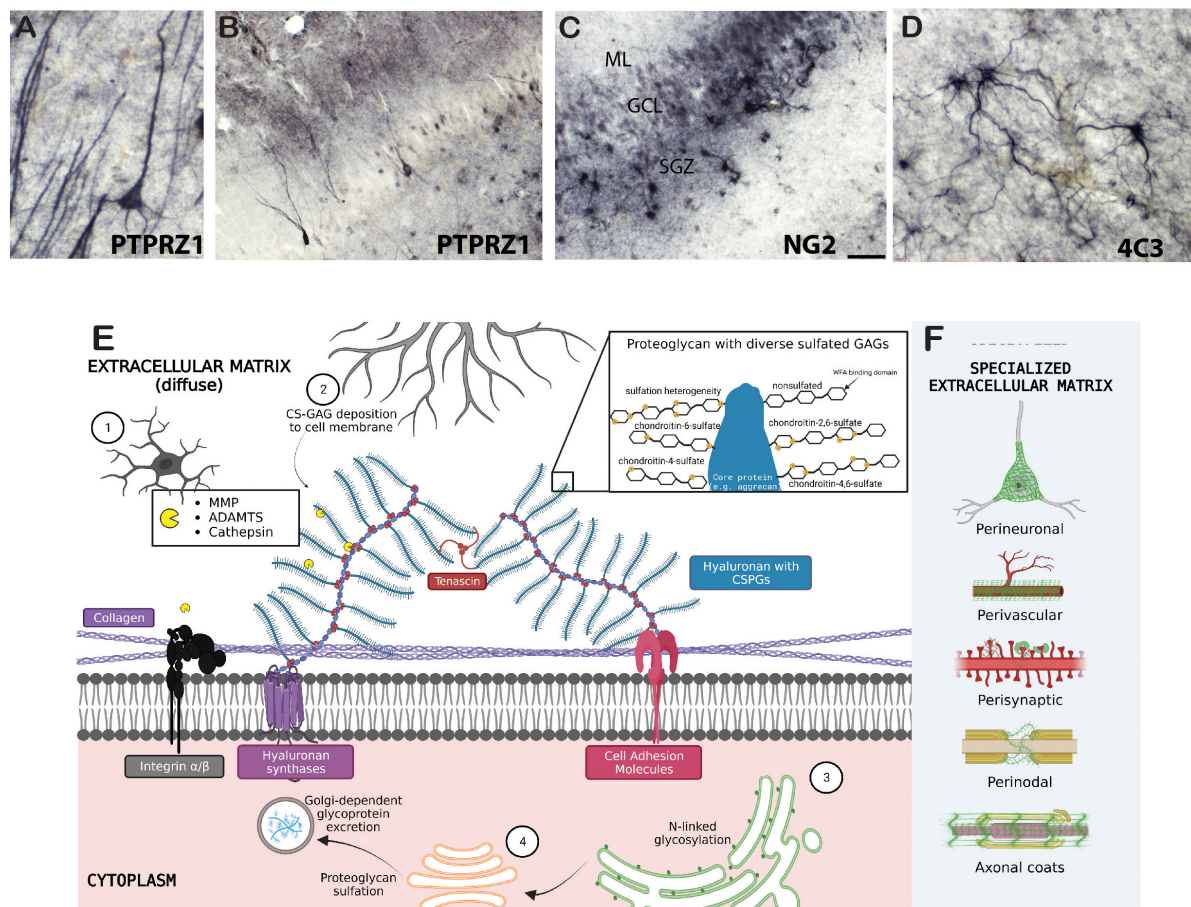 A
PTPRZ1
B
PTPRZ1
C
ML
GCL
SGZ
NG2
D
4C3
E
EXTRACELLULAR MATRIX
(diffuse)
1
2
CS-GAG deposition
to cell membrane
• MMP
• ADAMTS
• Cathepsin
Proteoglycan with diverse sulfated GAGs
WFA binding domain
sulfation heterogeneity
nonsulfated
chondroitin-6-sulfate
chondroitin-2,6-sulfate
chondroitin-4-sulfate
chondroitin-4,6-sulfate
Core protein
e.g. aggrecan
Tenascin
Hyaluronan with
CSPGs
Collagen
Integrin α/β
Hyaluronan
synthases
Cell Adhesion
Molecules
3
Golgi-dependent
glycoprotein
excretion
N-linked
glycosylation
4
Proteoglycan
sulfation
CYTOPLASM
F
SPECIALIZED
EXTRACELLULAR MATRIX
Perineuronal
Perivascular
Perisynaptic
Perinodal
Axonal coats